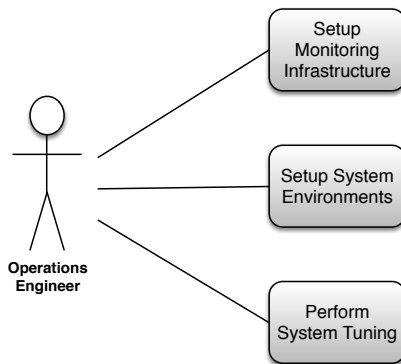 Setup
Monitoring
Infrastructure
Setup System
Environments
Operations
Engineer
Perform
System Tuning